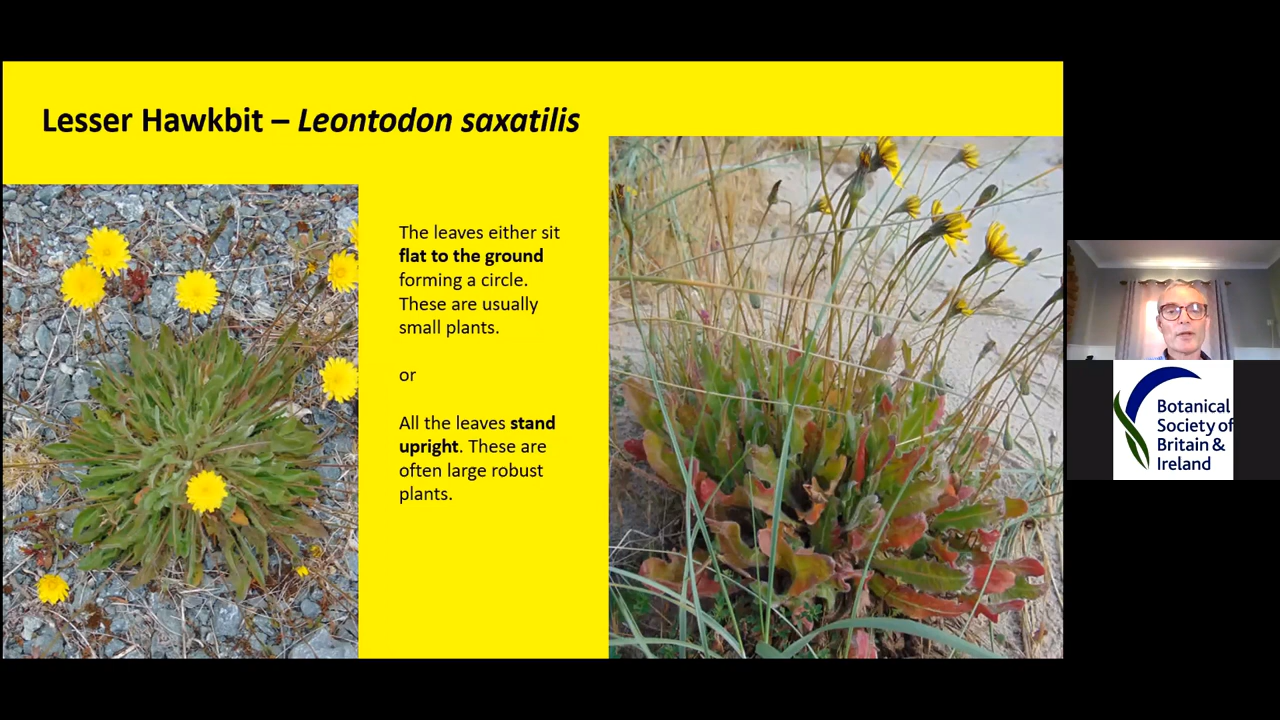 Lesser Hawkbit – Leontodon saxatilis
The leaves either sit
flat to the ground
forming a circle.
These are usually
small plants.
or
All the leaves stand
upright. These are
often large robust
plants.
Botanical
Society of
Britain &
Ireland